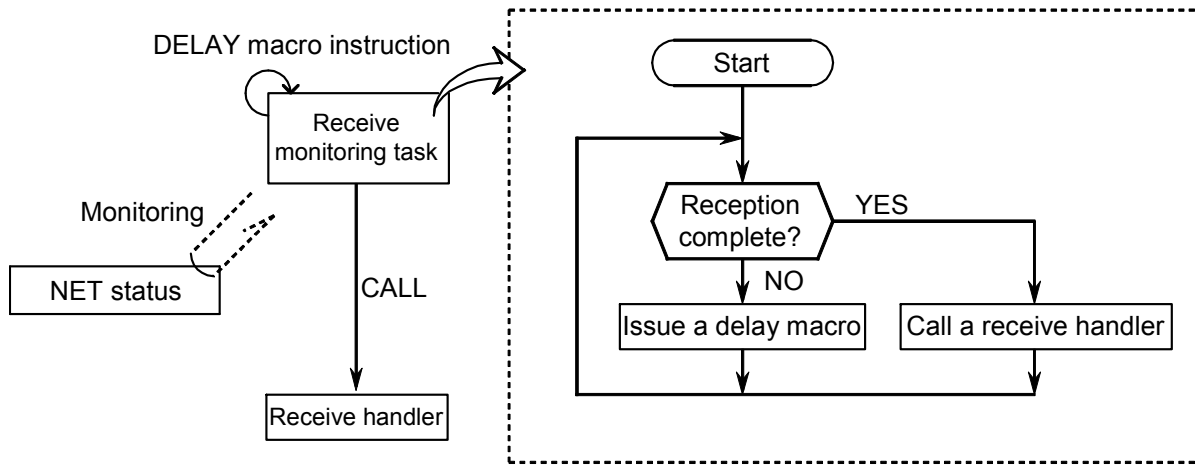 DELAY macro instruction
Receive
monitoring task
Monitoring
NET status
CALL
Receive handler
Start
Reception
complete?
YES
NO
Issue a delay macro
Call a receive handler